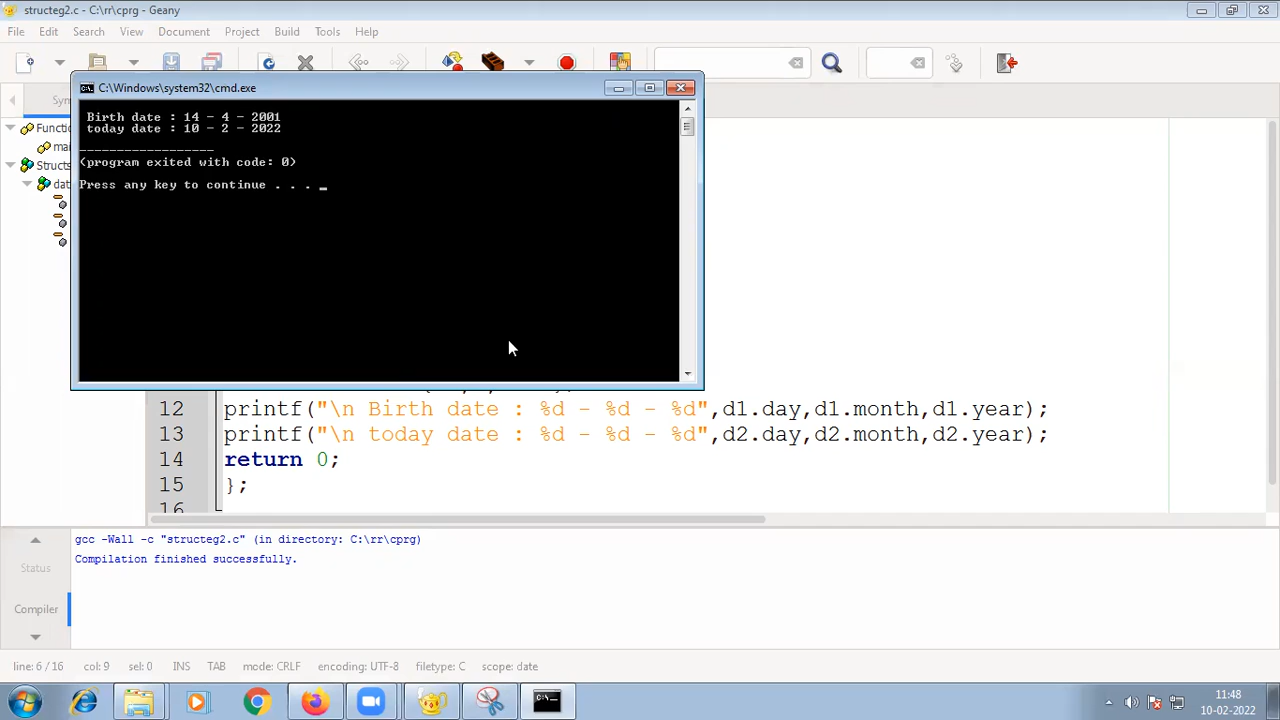 structeg2.c - C:\rr\cprg - Geany
File Edit Search View Document Project Build Tools Help
C:\Windows\system32\cmd.exe
Birth date : 14 - 4 - 2001
today date : 10 - 2 - 2022
------------------
(program exited with code: 0)
Press any key to continue . . . _
Functio
Structs
12 printf("\n Birth date : %d - %d - %d",d1.day,d1.month,d1.year);
13 printf("\n today date : %d - %d - %d",d2.day,d2.month,d2.year);
14 return 0;
15 };
16
Status
Compiler
gcc -Wall -c "structeg2.c" (in directory: C:\rr\cprg)
Compilation finished successfully.
line: 6 / 16 col: 9 sel: 0 INS TAB mode: CRLF encoding: UTF-8 filetype: C scope: date
11:48
10-02-2022